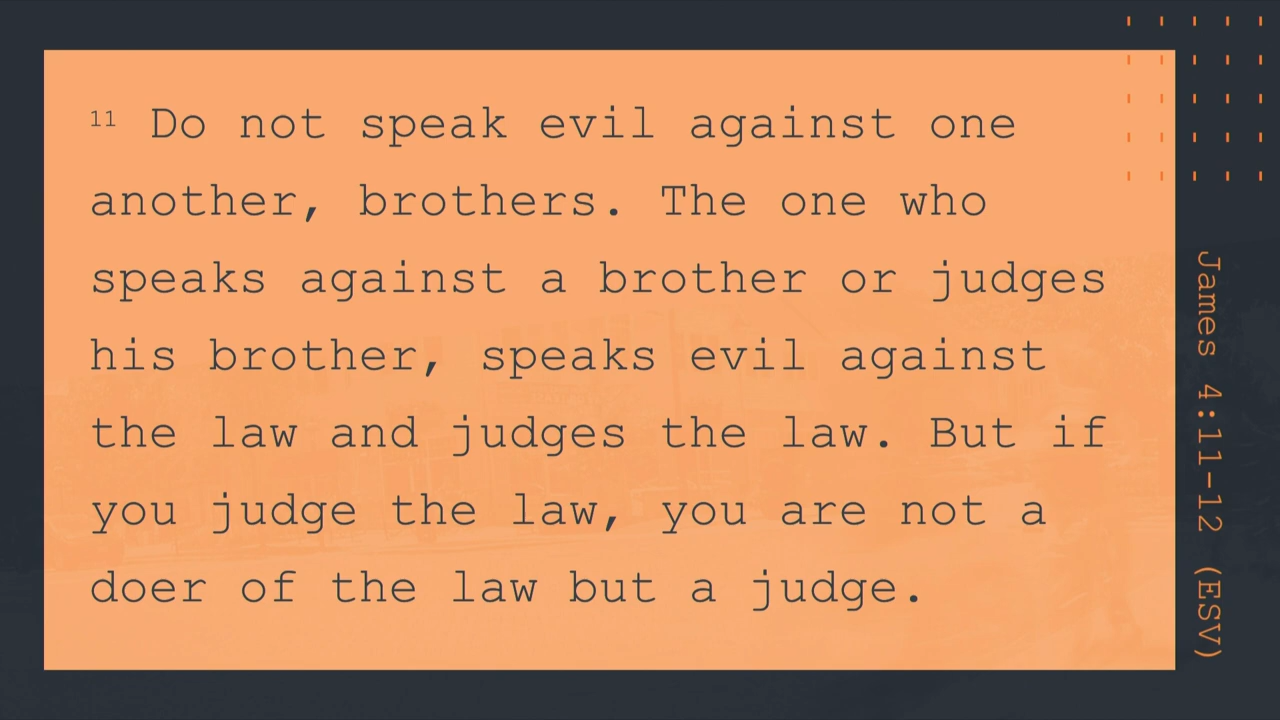 11 Do not speak evil against one
another, brothers. The one who
speaks against a brother or judges
his brother, speaks evil against
the law and judges the law. But if
you judge the law, you are not a
doer of the law but a judge.
James 4:11-12 (ESV)